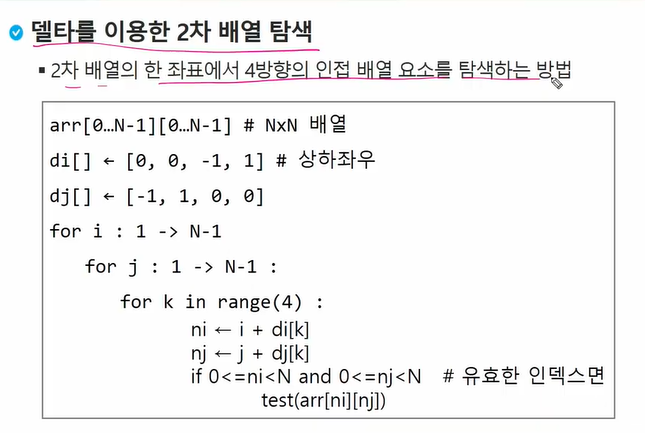 델타를 이용한 2차 배열 탐색
▪ 2차 배열의 한 좌표에서 4방향의 인접 배열 요소를 탐색하는 방법
arr[0…N-1][0…N-1] # NxN 배열
di[] ← [0, 0, -1, 1] # 상하좌우
dj[] ← [-1, 1, 0, 0]
for i : 1 -> N-1
for j : 1 -> N-1 :
for k in range(4) :
ni ← i + di[k]
nj ← j + dj[k]
if 0<=ni<N and 0<=nj<N # 유효한 인덱스면
test(arr[ni][nj])